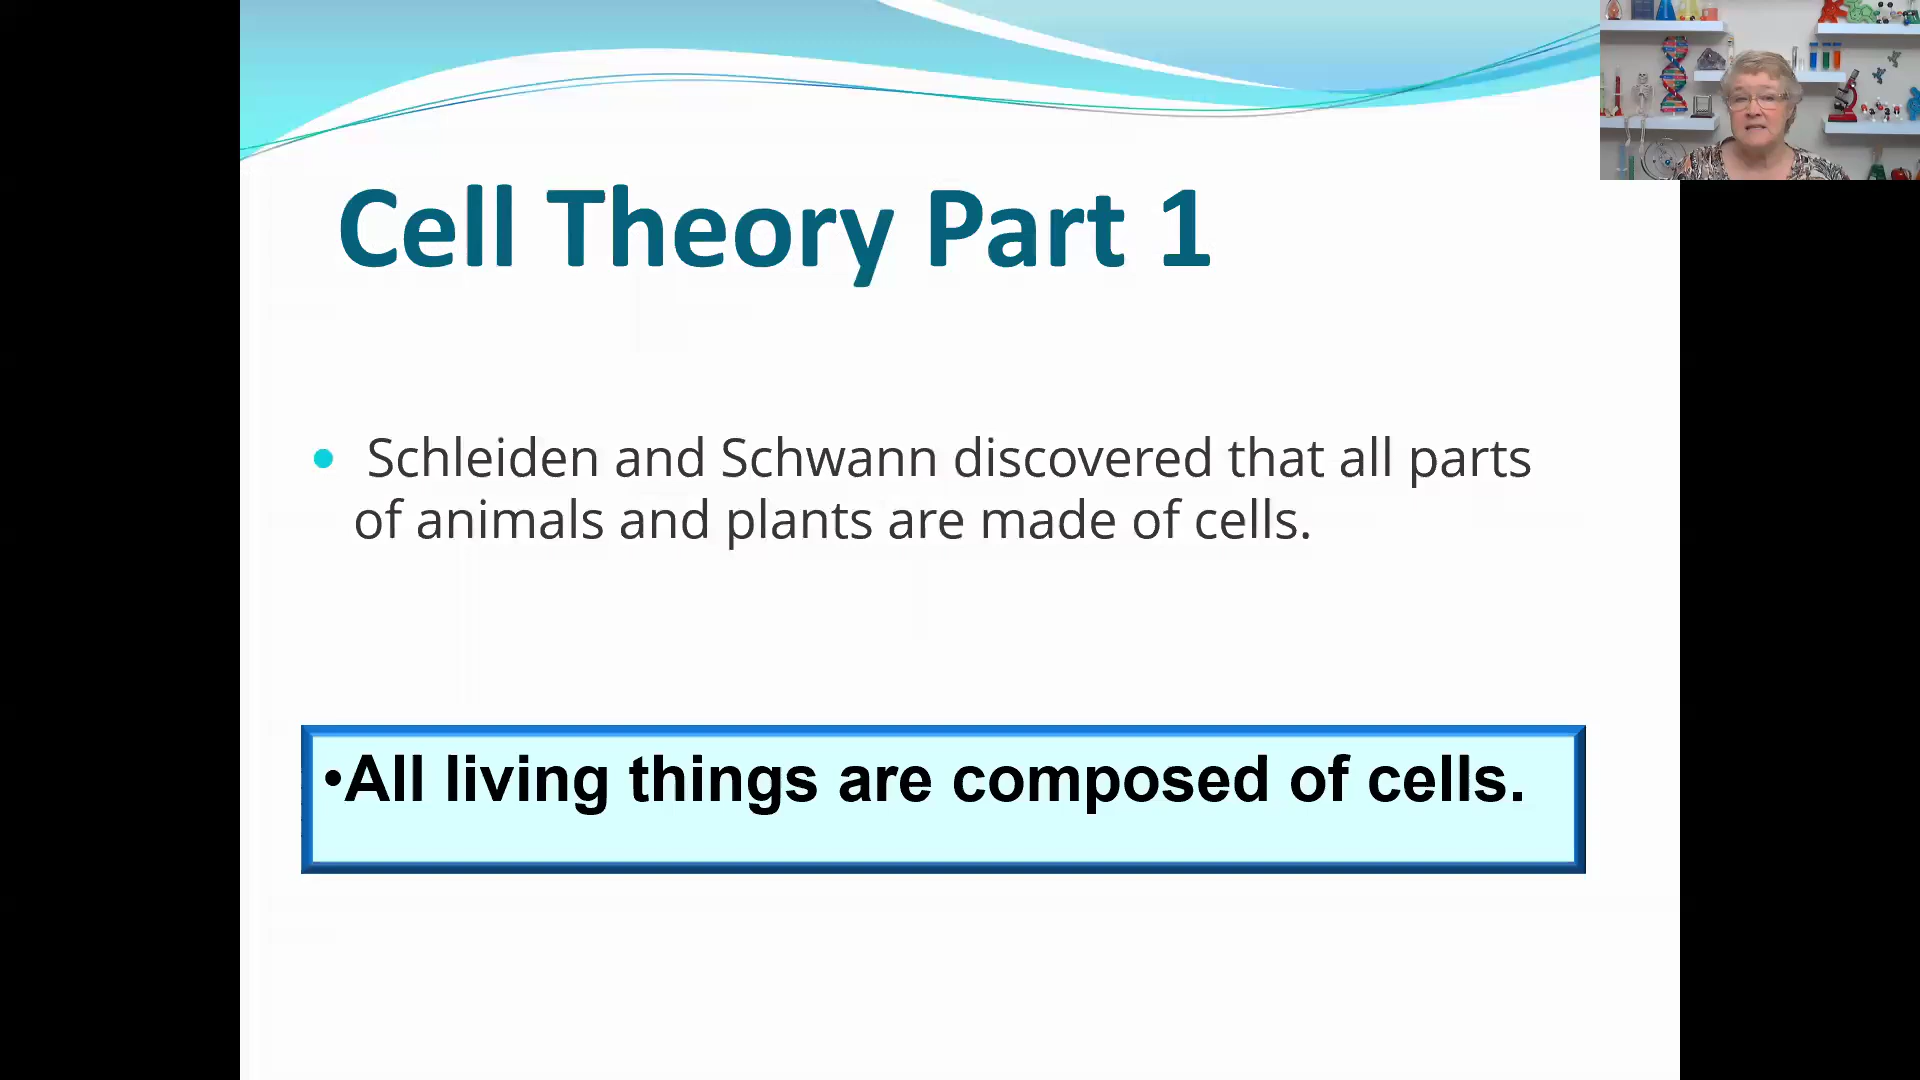 Cell Theory Part 1
• Schleiden and Schwann discovered that all parts
of animals and plants are made of cells.
•All living things are composed of cells.